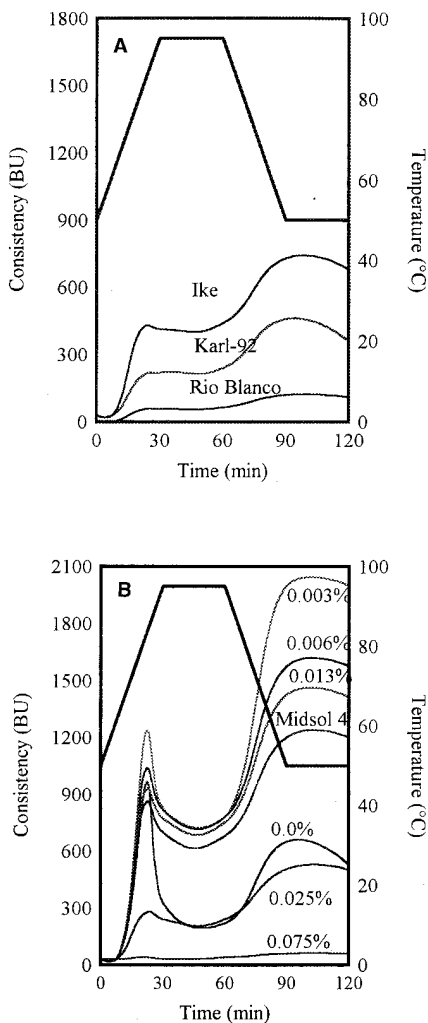 A
1800
1500
1200
900
600
300
0
Consistency (BU)
100
80
60
40
20
0
Temperature (°C)
Ike
Karl-92
Rio Blanco
0 30 60 90 120
Time (min)
B
2100
1800
1500
1200
900
600
300
0
Consistency (BU)
100
80
60
40
20
0
Temperature (°C)
0.003%
0.006%
0.013%
Midsol 4
0.0%
0.025%
0.075%
0 30 60 90 120
Time (min)